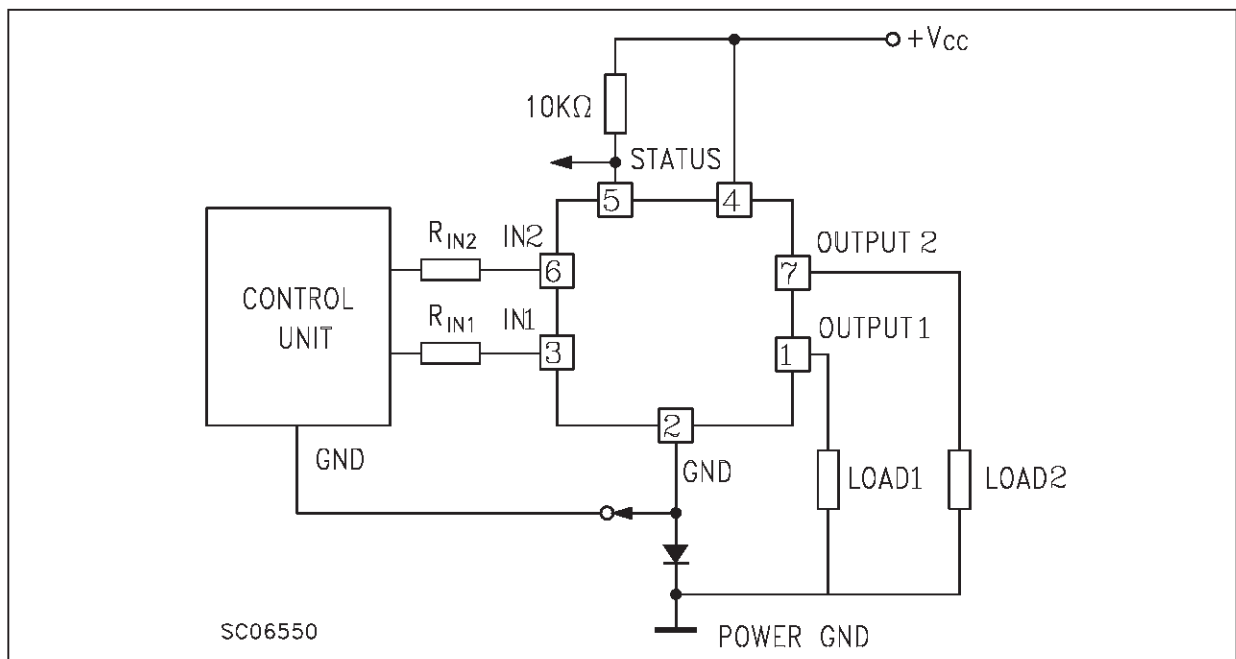 +VCC
10KΩ
STATUS
5
4
RIN2
IN2
OUTPUT 2
6
7
CONTROL
UNIT
RIN1
IN1
OUTPUT 1
3
1
2
GND
GND
LOAD1
LOAD2
SC06550
POWER GND